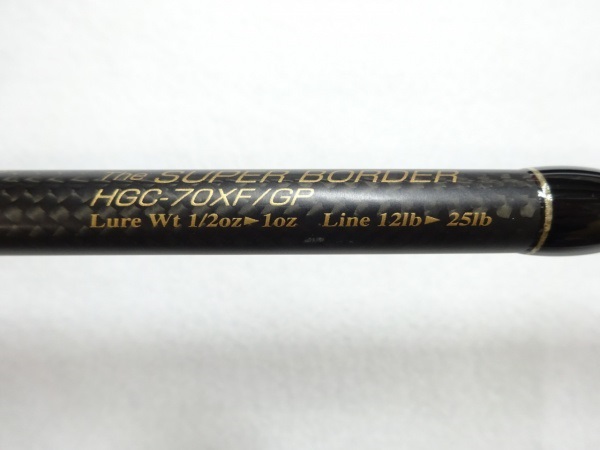 The SUPER BORDER
HGC-70XF/GP
Lure Wt 1/2oz►1oz Line 12lb►25lb